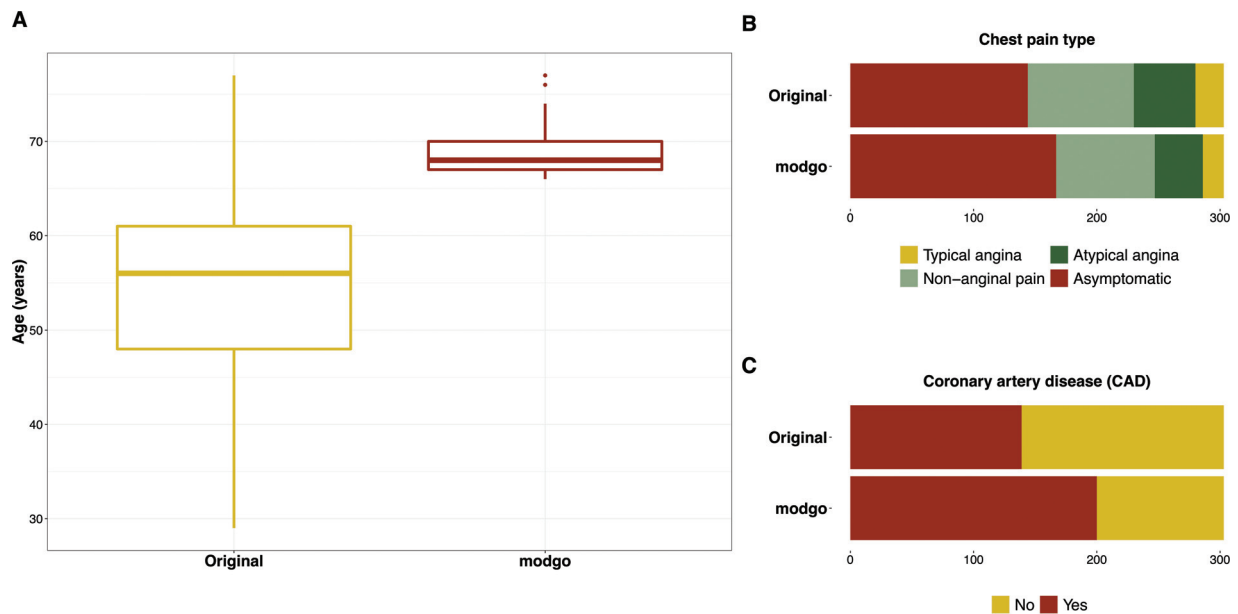 A
Age (years)
70
60
50
40
30
Original
modgo
B
Chest pain type
Original
modgo
0 100 200 300
Typical angina Atypical angina
Non−anginal pain Asymptomatic
C
Coronary artery disease (CAD)
Original
modgo
0 100 200 300
No Yes